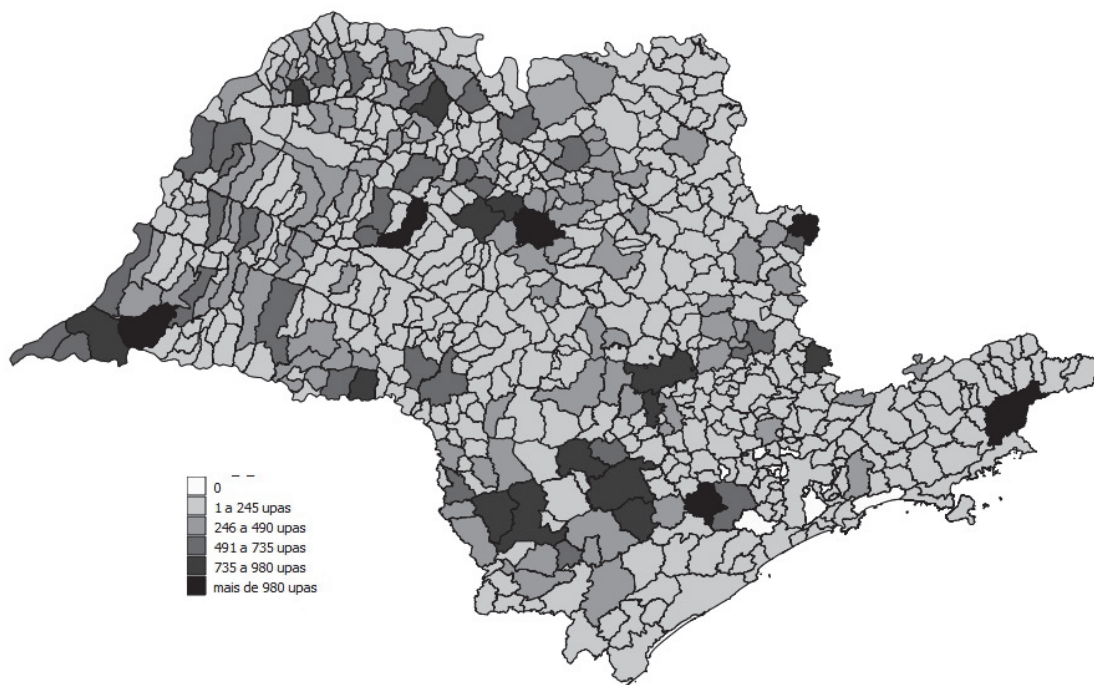 0
1 a 245 upas
246 a 490 upas
491 a 735 upas
735 a 980 upas
mais de 980 upas